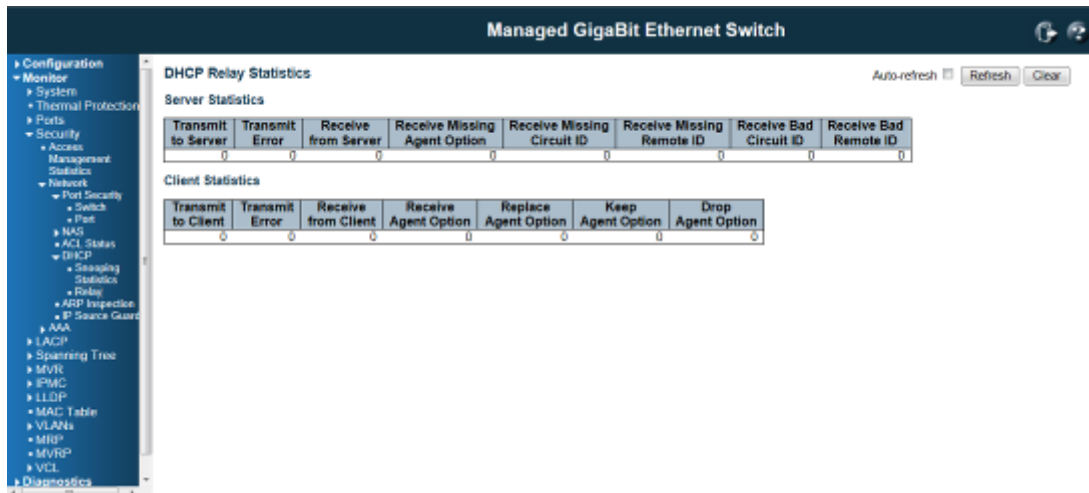 Managed GigaBit Ethernet Switch
Configuration
Monitor
System
Thermal Protection
Ports
Security
Access
Management
Statistics
Network
Port Security
Switch
Port
NAS
ACL Status
DHCP
Snooping
Statistics
Relay
ARP Inspection
IP Source Guard
AAA
LACP
Spanning Tree
MVR
IPMC
LLDP
MAC Table
VLANs
MRP
MVRP
VCL
Diagnostics
DHCP Relay Statistics
Auto-refresh Refresh Clear
Server Statistics
Transmit Transmit Receive Receive Missing Receive Missing Receive Missing Receive Bad Receive Bad
to Server Error from Server Agent Option Circuit ID Remote ID Circuit ID Remote ID
0 0 0 0 0 0 0 0
Client Statistics
Transmit Transmit Receive Receive Replace Keep Drop
to Client Error from Client Agent Option Agent Option Agent Option Agent Option
0 0 0 0 0 0 0